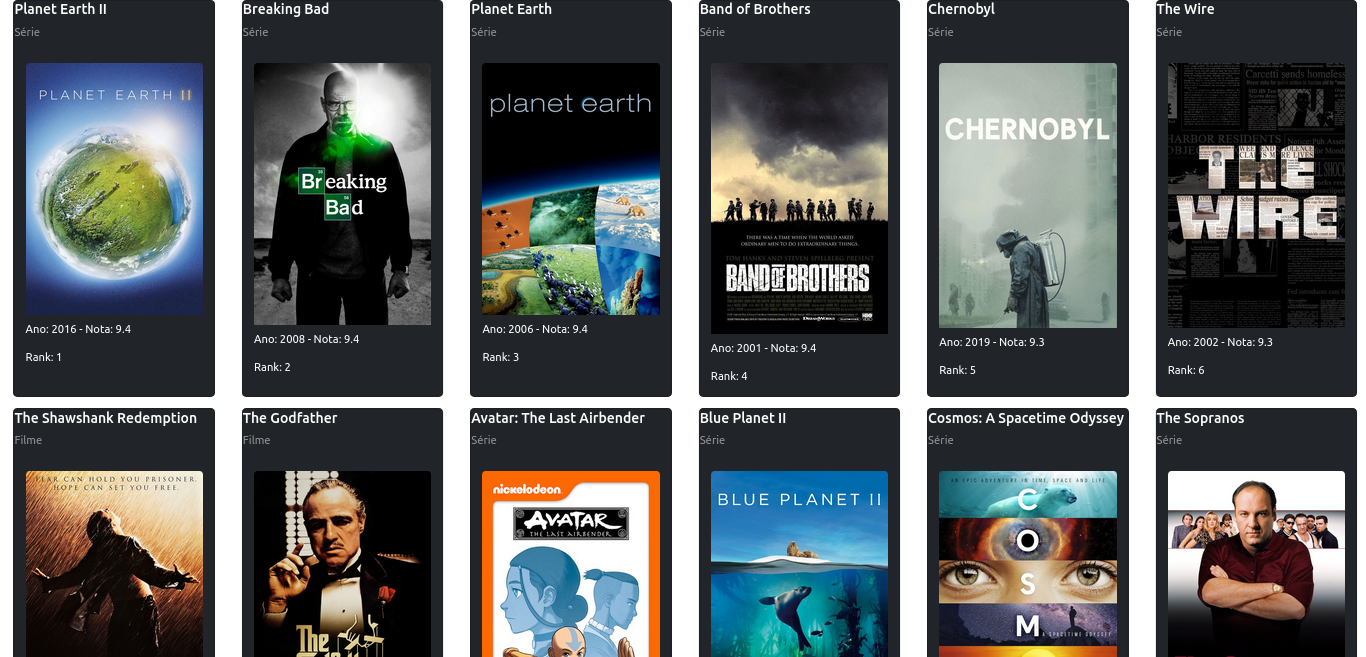 Planet Earth II
Série
PLANET EARTH II
Ano: 2016 - Nota: 9.4
Rank: 1
Breaking Bad
Série
Breaking
Bad
Ano: 2008 - Nota: 9.4
Rank: 2
Planet Earth
Série
planet earth
Ano: 2006 - Nota: 9.4
Rank: 3
Band of Brothers
Série
THERE WAS A TIME WHEN THE WORLD ASKED
ORDINARY MEN TO DO EXTRAORDINARY THINGS.
TOM HANKS AND STEVEN SPIELBERG PRESENT
BAND OF BROTHERS
Ano: 2001 - Nota: 9.4
Rank: 4
Chernobyl
Série
CHERNOBYL
Ano: 2019 - Nota: 9.3
Rank: 5
The Wire
Série
Carcetti sends homeless
HARBOR RESIDENTS
THE
WIRE
Ano: 2002 - Nota: 9.3
Rank: 6
The Shawshank Redemption
Filme
FEAR CAN HOLD YOU PRISONER.
HOPE CAN SET YOU FREE.
The Godfather
Filme
The
Avatar: The Last Airbender
Série
nickelodeon
AVATAR
THE LAST AIRBENDER
Blue Planet II
Série
BLUE PLANET II
Cosmos: A Spacetime Odyssey
Série
AN EPIC ADVENTURE IN TIME, SPACE AND LIFE
C
O
S
M
A SPACETIME ODYSSEY
The Sopranos
Série